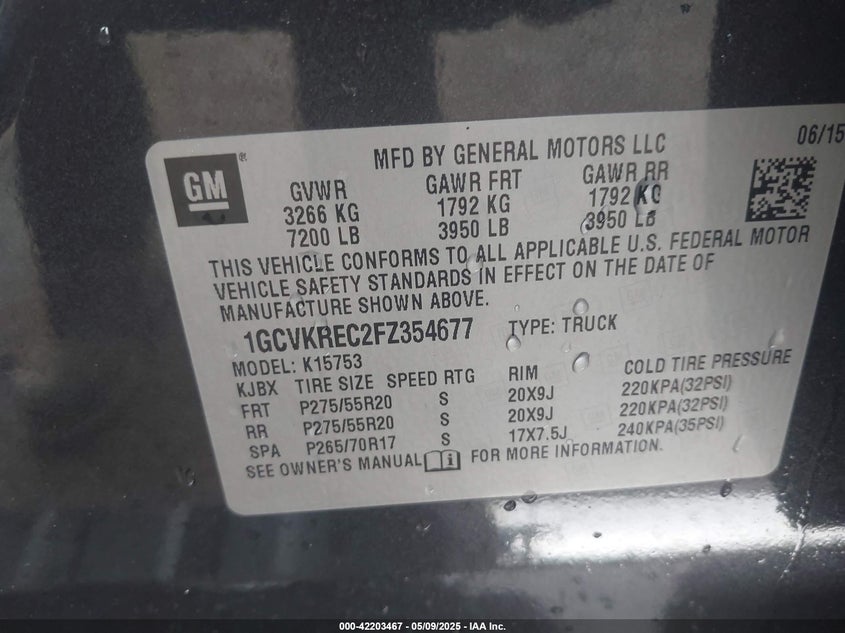 GM ®
MFD BY GENERAL MOTORS LLC 06/15
GVWR GAWR FRT GAWR RR
3266 KG 1792 KG 1792 KG
7200 LB 3950 LB 3950 LB
THIS VEHICLE CONFORMS TO ALL APPLICABLE U.S. FEDERAL MOTOR
VEHICLE SAFETY STANDARDS IN EFFECT ON THE DATE OF
MANUFACTURE SHOWN ABOVE.
1GCVKREC2FZ354677 TYPE: TRUCK
MODEL: K15753
KJBX TIRE SIZE SPEED RTG RIM COLD TIRE PRESSURE
FRT P275/55R20 S 20X9J 220KPA(32PSI)
RR P275/55R20 S 20X9J 220KPA(32PSI)
SPA P265/70R17 S 17X7.5J 240KPA(35PSI)
SEE OWNER'S MANUAL i FOR MORE INFORMATION.
000-42203467 - 05/09/2025 - IAA Inc.